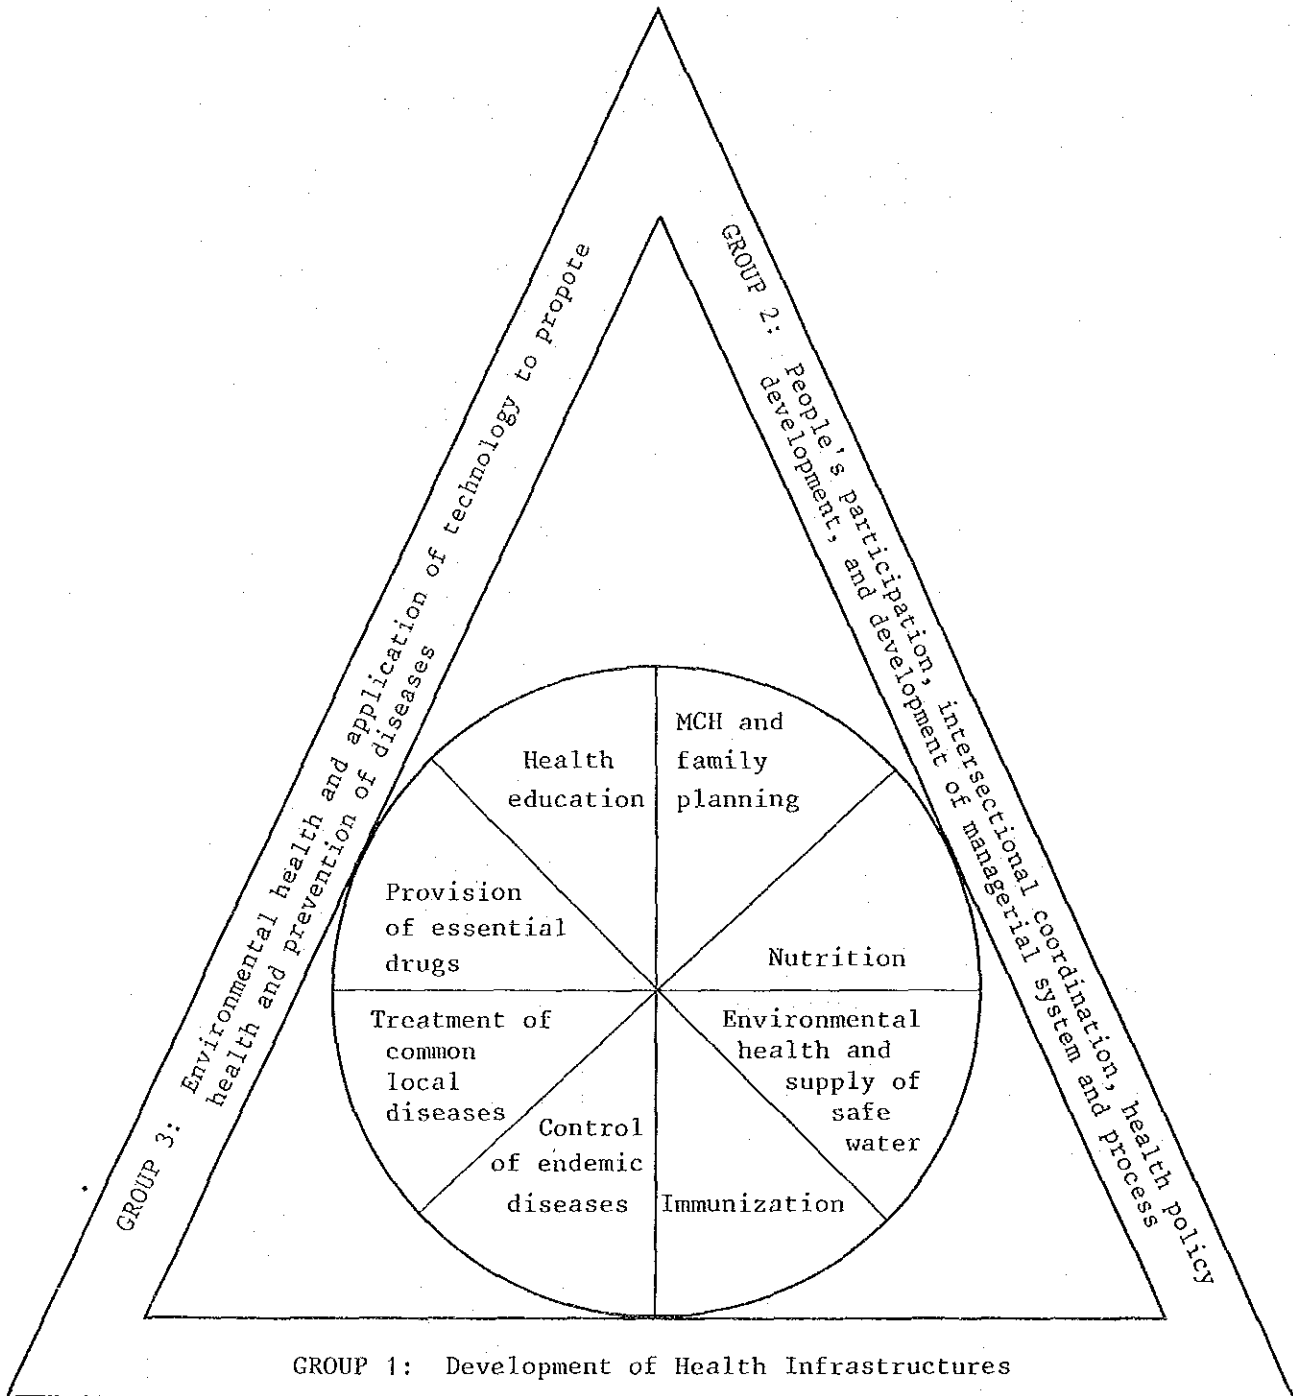 GROUP 3: Environmental health and application of technology to propote
health and prevention of diseases
GROUP 2: People's participation, intersectional coordination, health policy
development, and development of managerial system and process
Health
education
MCH and
family
planning
Provision
of essential
drugs
Nutrition
Treatment of
common
local
diseases
Environmental
health and
supply of
safe
water
Control
of endemic
diseases
Immunization
GROUP 1: Development of Health Infrastructures